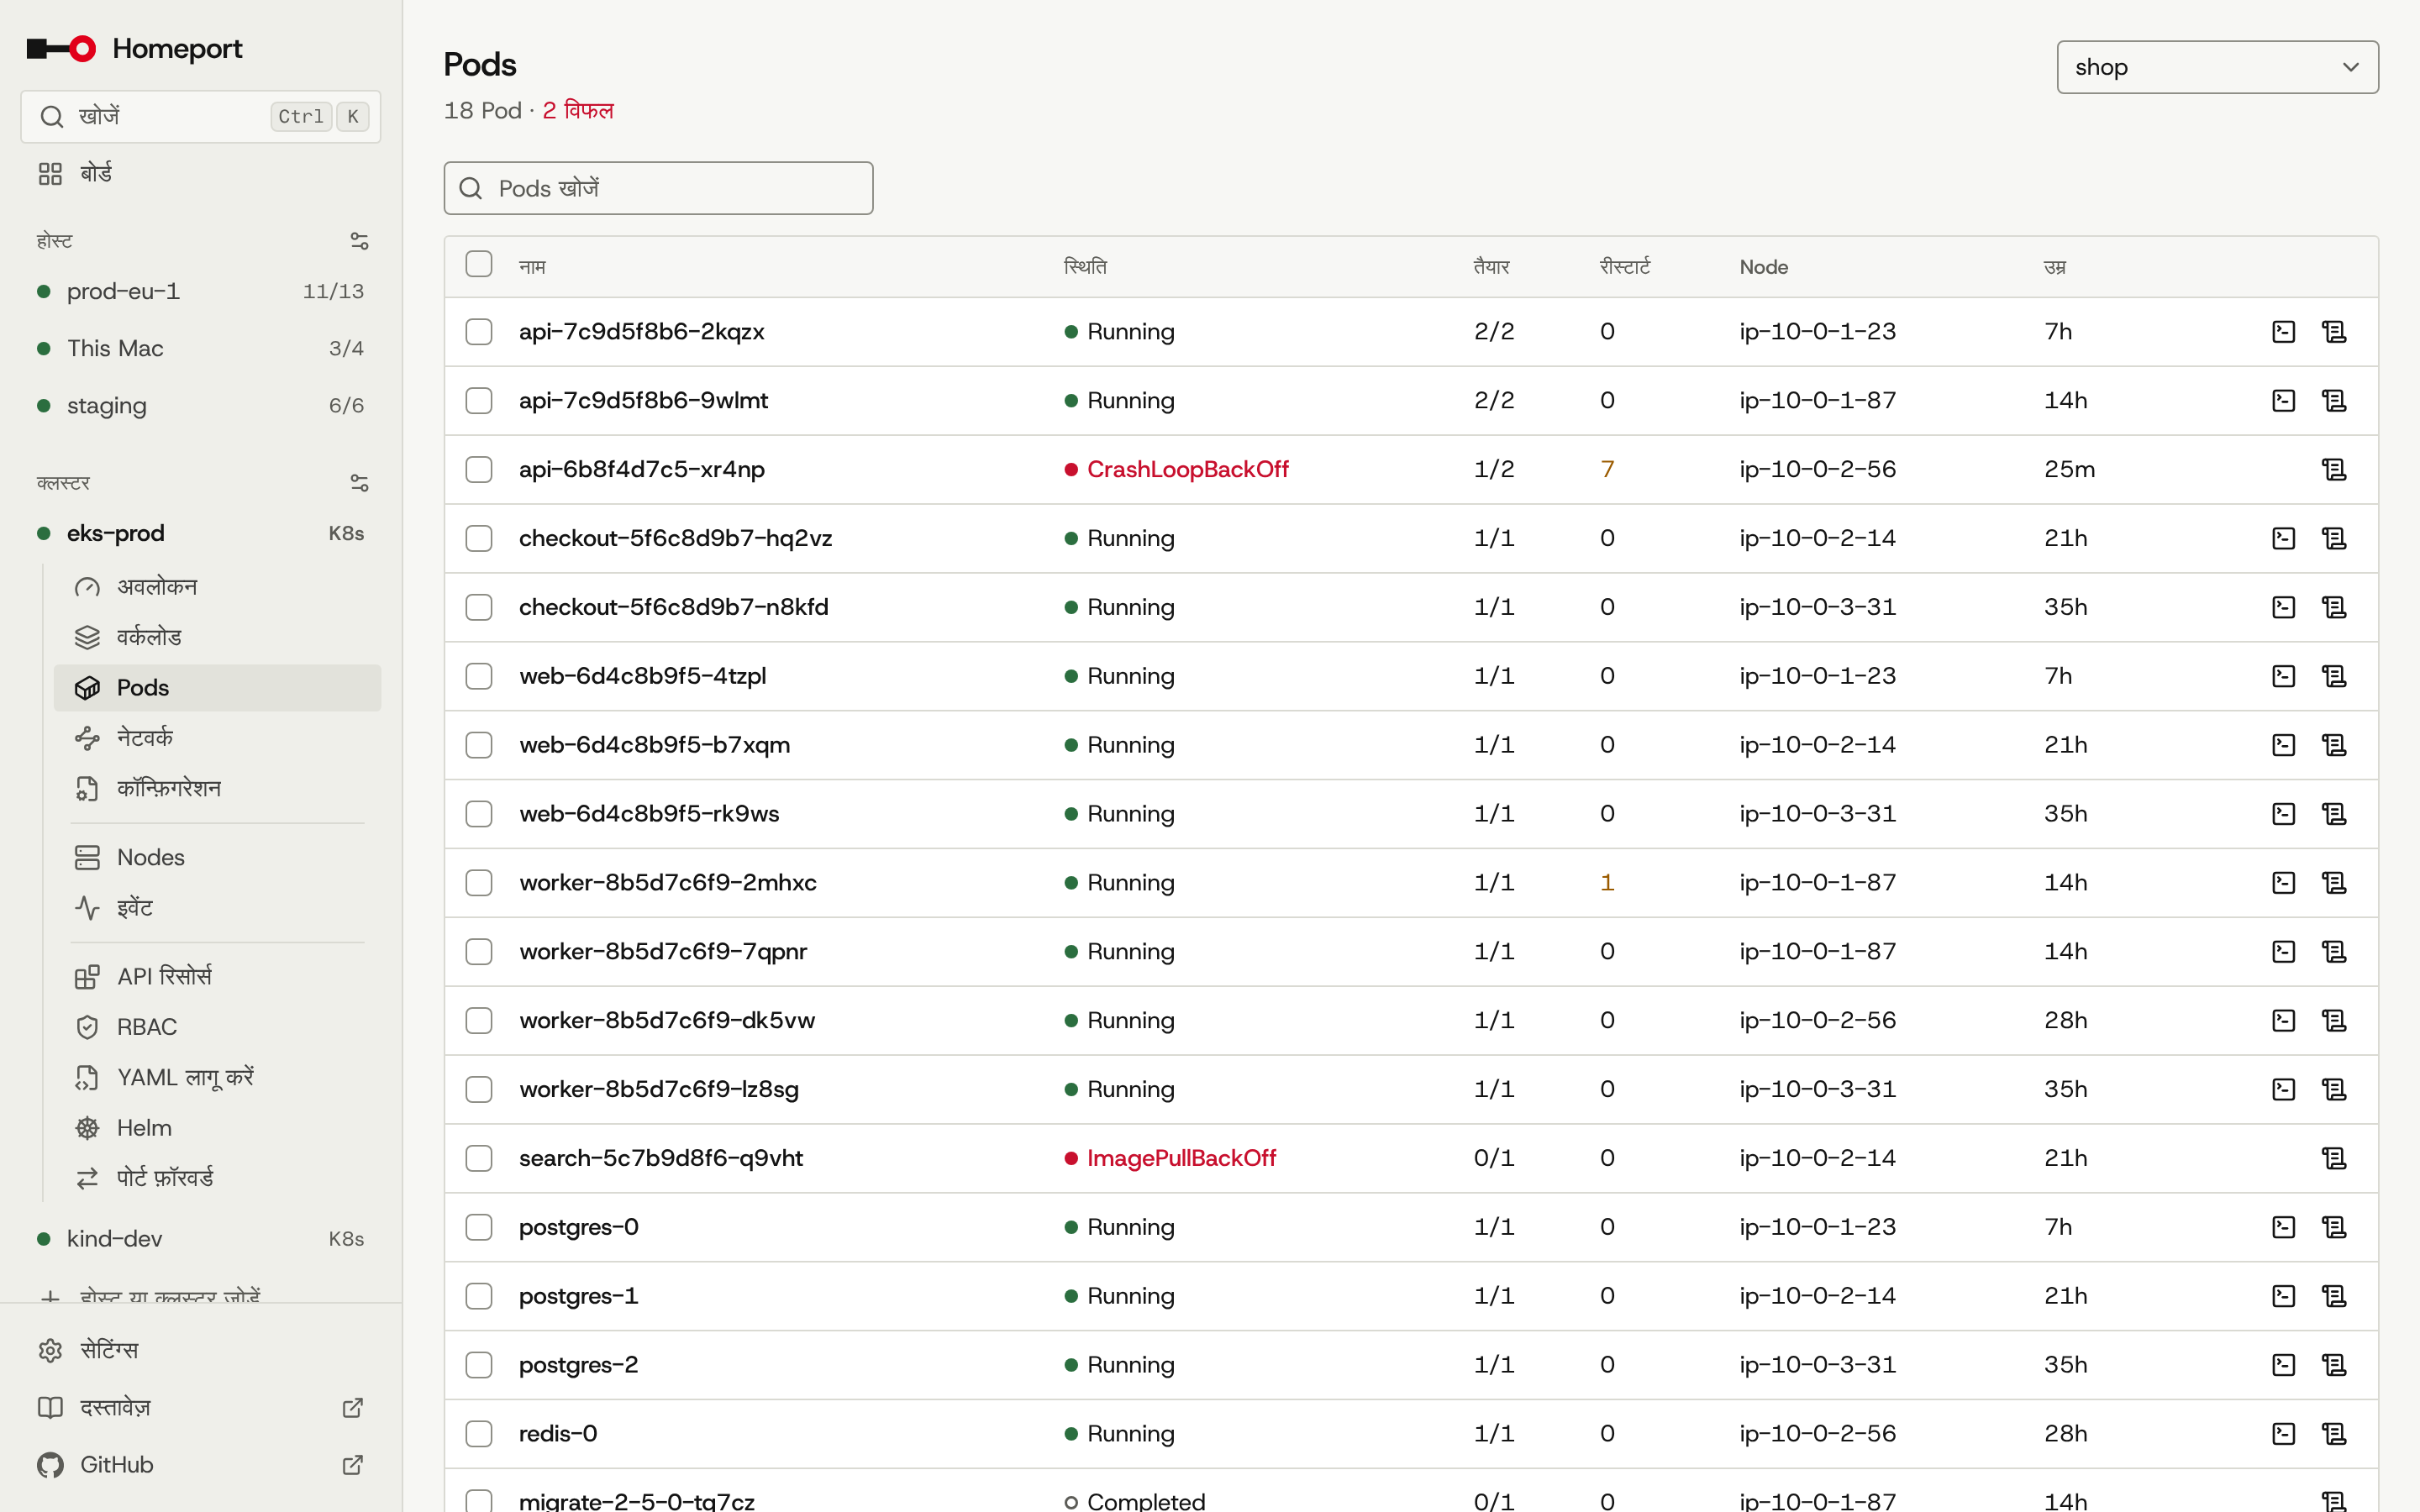 Homeport
खोजें Ctrl K
बोर्ड
होस्ट
prod-eu-1 11/13
This Mac 3/4
staging 6/6
क्लस्टर
eks-prod K8s
अवलोकन
वर्कलोड
Pods
नेटवर्क
कॉन्फ़िगरेशन
Nodes
इवेंट
API रिसोर्स
RBAC
YAML लागू करें
Helm
पोर्ट फ़ॉरवर्ड
kind-dev K8s
होस्ट या क्लस्टर जोड़ें
सेटिंग्स
दस्तावेज़
GitHub
Pods
18 Pod · 2 विफल
shop
Pods खोजें
नाम स्थिति तैयार रीस्टार्ट Node उम्र
api-7c9d5f8b6-2kqzx Running 2/2 0 ip-10-0-1-23 7h
api-7c9d5f8b6-9wlmt Running 2/2 0 ip-10-0-1-87 14h
api-6b8f4d7c5-xr4np CrashLoopBackOff 1/2 7 ip-10-0-2-56 25m
checkout-5f6c8d9b7-hq2vz Running 1/1 0 ip-10-0-2-14 21h
checkout-5f6c8d9b7-n8kfd Running 1/1 0 ip-10-0-3-31 35h
web-6d4c8b9f5-4tzpl Running 1/1 0 ip-10-0-1-23 7h
web-6d4c8b9f5-b7xqm Running 1/1 0 ip-10-0-2-14 21h
web-6d4c8b9f5-rk9ws Running 1/1 0 ip-10-0-3-31 35h
worker-8b5d7c6f9-2mhxc Running 1/1 1 ip-10-0-1-87 14h
worker-8b5d7c6f9-7qpnr Running 1/1 0 ip-10-0-1-87 14h
worker-8b5d7c6f9-dk5vw Running 1/1 0 ip-10-0-2-56 28h
worker-8b5d7c6f9-lz8sg Running 1/1 0 ip-10-0-3-31 35h
search-5c7b9d8f6-q9vht ImagePullBackOff 0/1 0 ip-10-0-2-14 21h
postgres-0 Running 1/1 0 ip-10-0-1-23 7h
postgres-1 Running 1/1 0 ip-10-0-2-14 21h
postgres-2 Running 1/1 0 ip-10-0-3-31 35h
redis-0 Running 1/1 0 ip-10-0-2-56 28h
migrate-2-5-0-tg7cz Completed 0/1 0 ip-10-0-1-87 14h